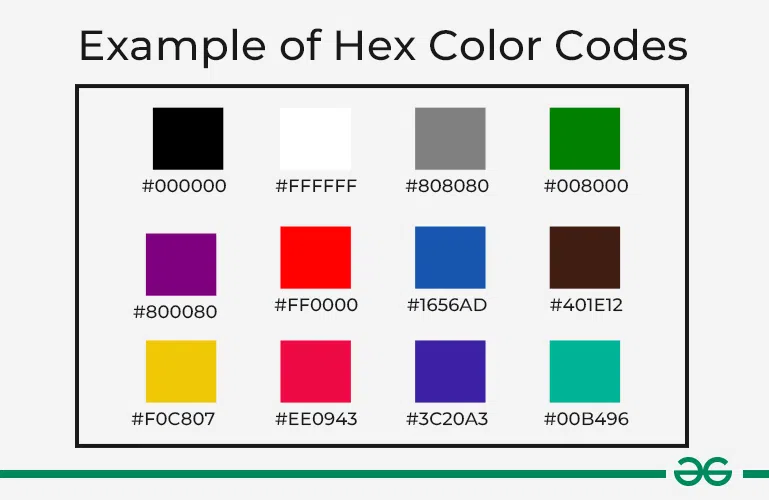 Example of Hex Color Codes
#000000 #FFFFFF #808080 #008000
#800080 #FF0000 #1656AD #401E12
#F0C807 #EE0943 #3C20A3 #00B496